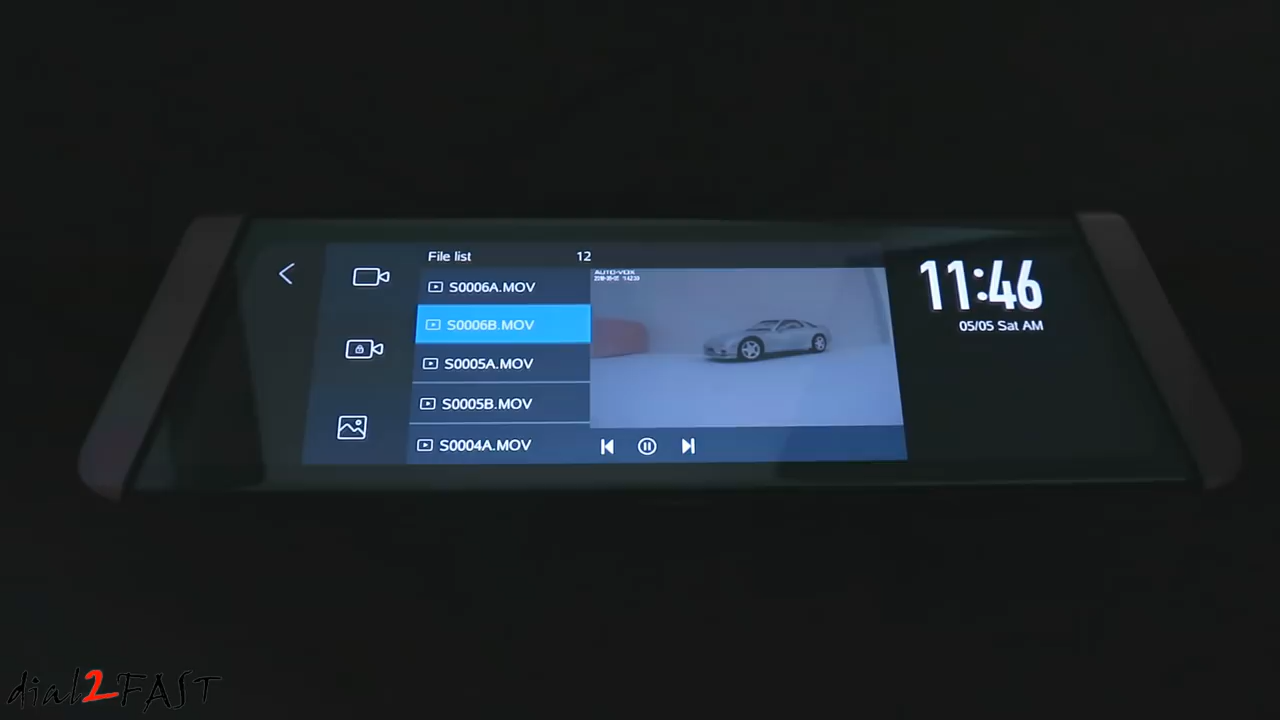 File list 12
S0006A.MOV
S0006B.MOV
S0005A.MOV
S0005B.MOV
S0004A.MOV
AUTO-VOX
11:46
05/05 Sat AM
dial2FAST